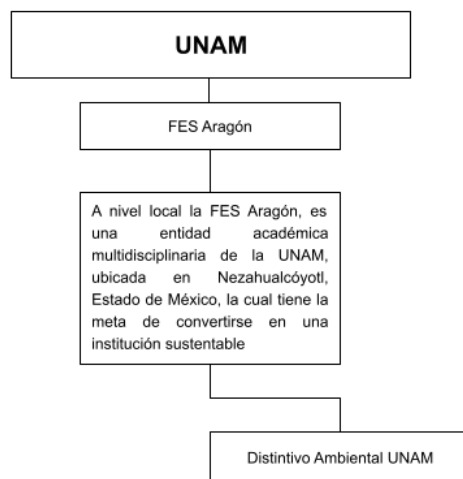 UNAM
FES Aragón
A nivel local la FES Aragón, es
una entidad académica
multidisciplinaria de la UNAM,
ubicada en Nezahualcóyotl,
Estado de México, la cual tiene la
meta de convertirse en una
institución sustentable
Distintivo Ambiental UNAM